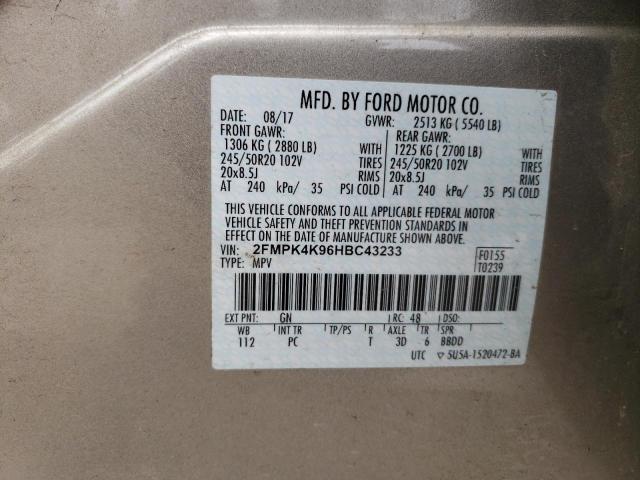 MFD. BY FORD MOTOR CO.
DATE: 08/17 GVWR: 2513 KG ( 5540 LB)
FRONT GAWR: REAR GAWR:
1306 KG ( 2880 LB) WITH 1225 KG ( 2700 LB) WITH
245/50R20 102V TIRES 245/50R20 102V TIRES
20x8.5J RIMS 20x8.5J RIMS
AT 240 kPa/ 35 PSI COLD AT 240 kPa/ 35 PSI COLD
THIS VEHICLE CONFORMS TO ALL APPLICABLE FEDERAL MOTOR
VEHICLE SAFETY AND THEFT PREVENTION STANDARDS IN
EFFECT ON THE DATE OF MANUFACTURE SHOWN ABOVE.
VIN: 2FMPK4K96HBC43233 F0155
TYPE: MPV T0239
EXT PNT: GN RC: 48 DSO:
WB INT TR TP/PS R AXLE TR SPR
112 PC T 3D 6 BBDD
UTC ▽ 5U5A-1520472-BA